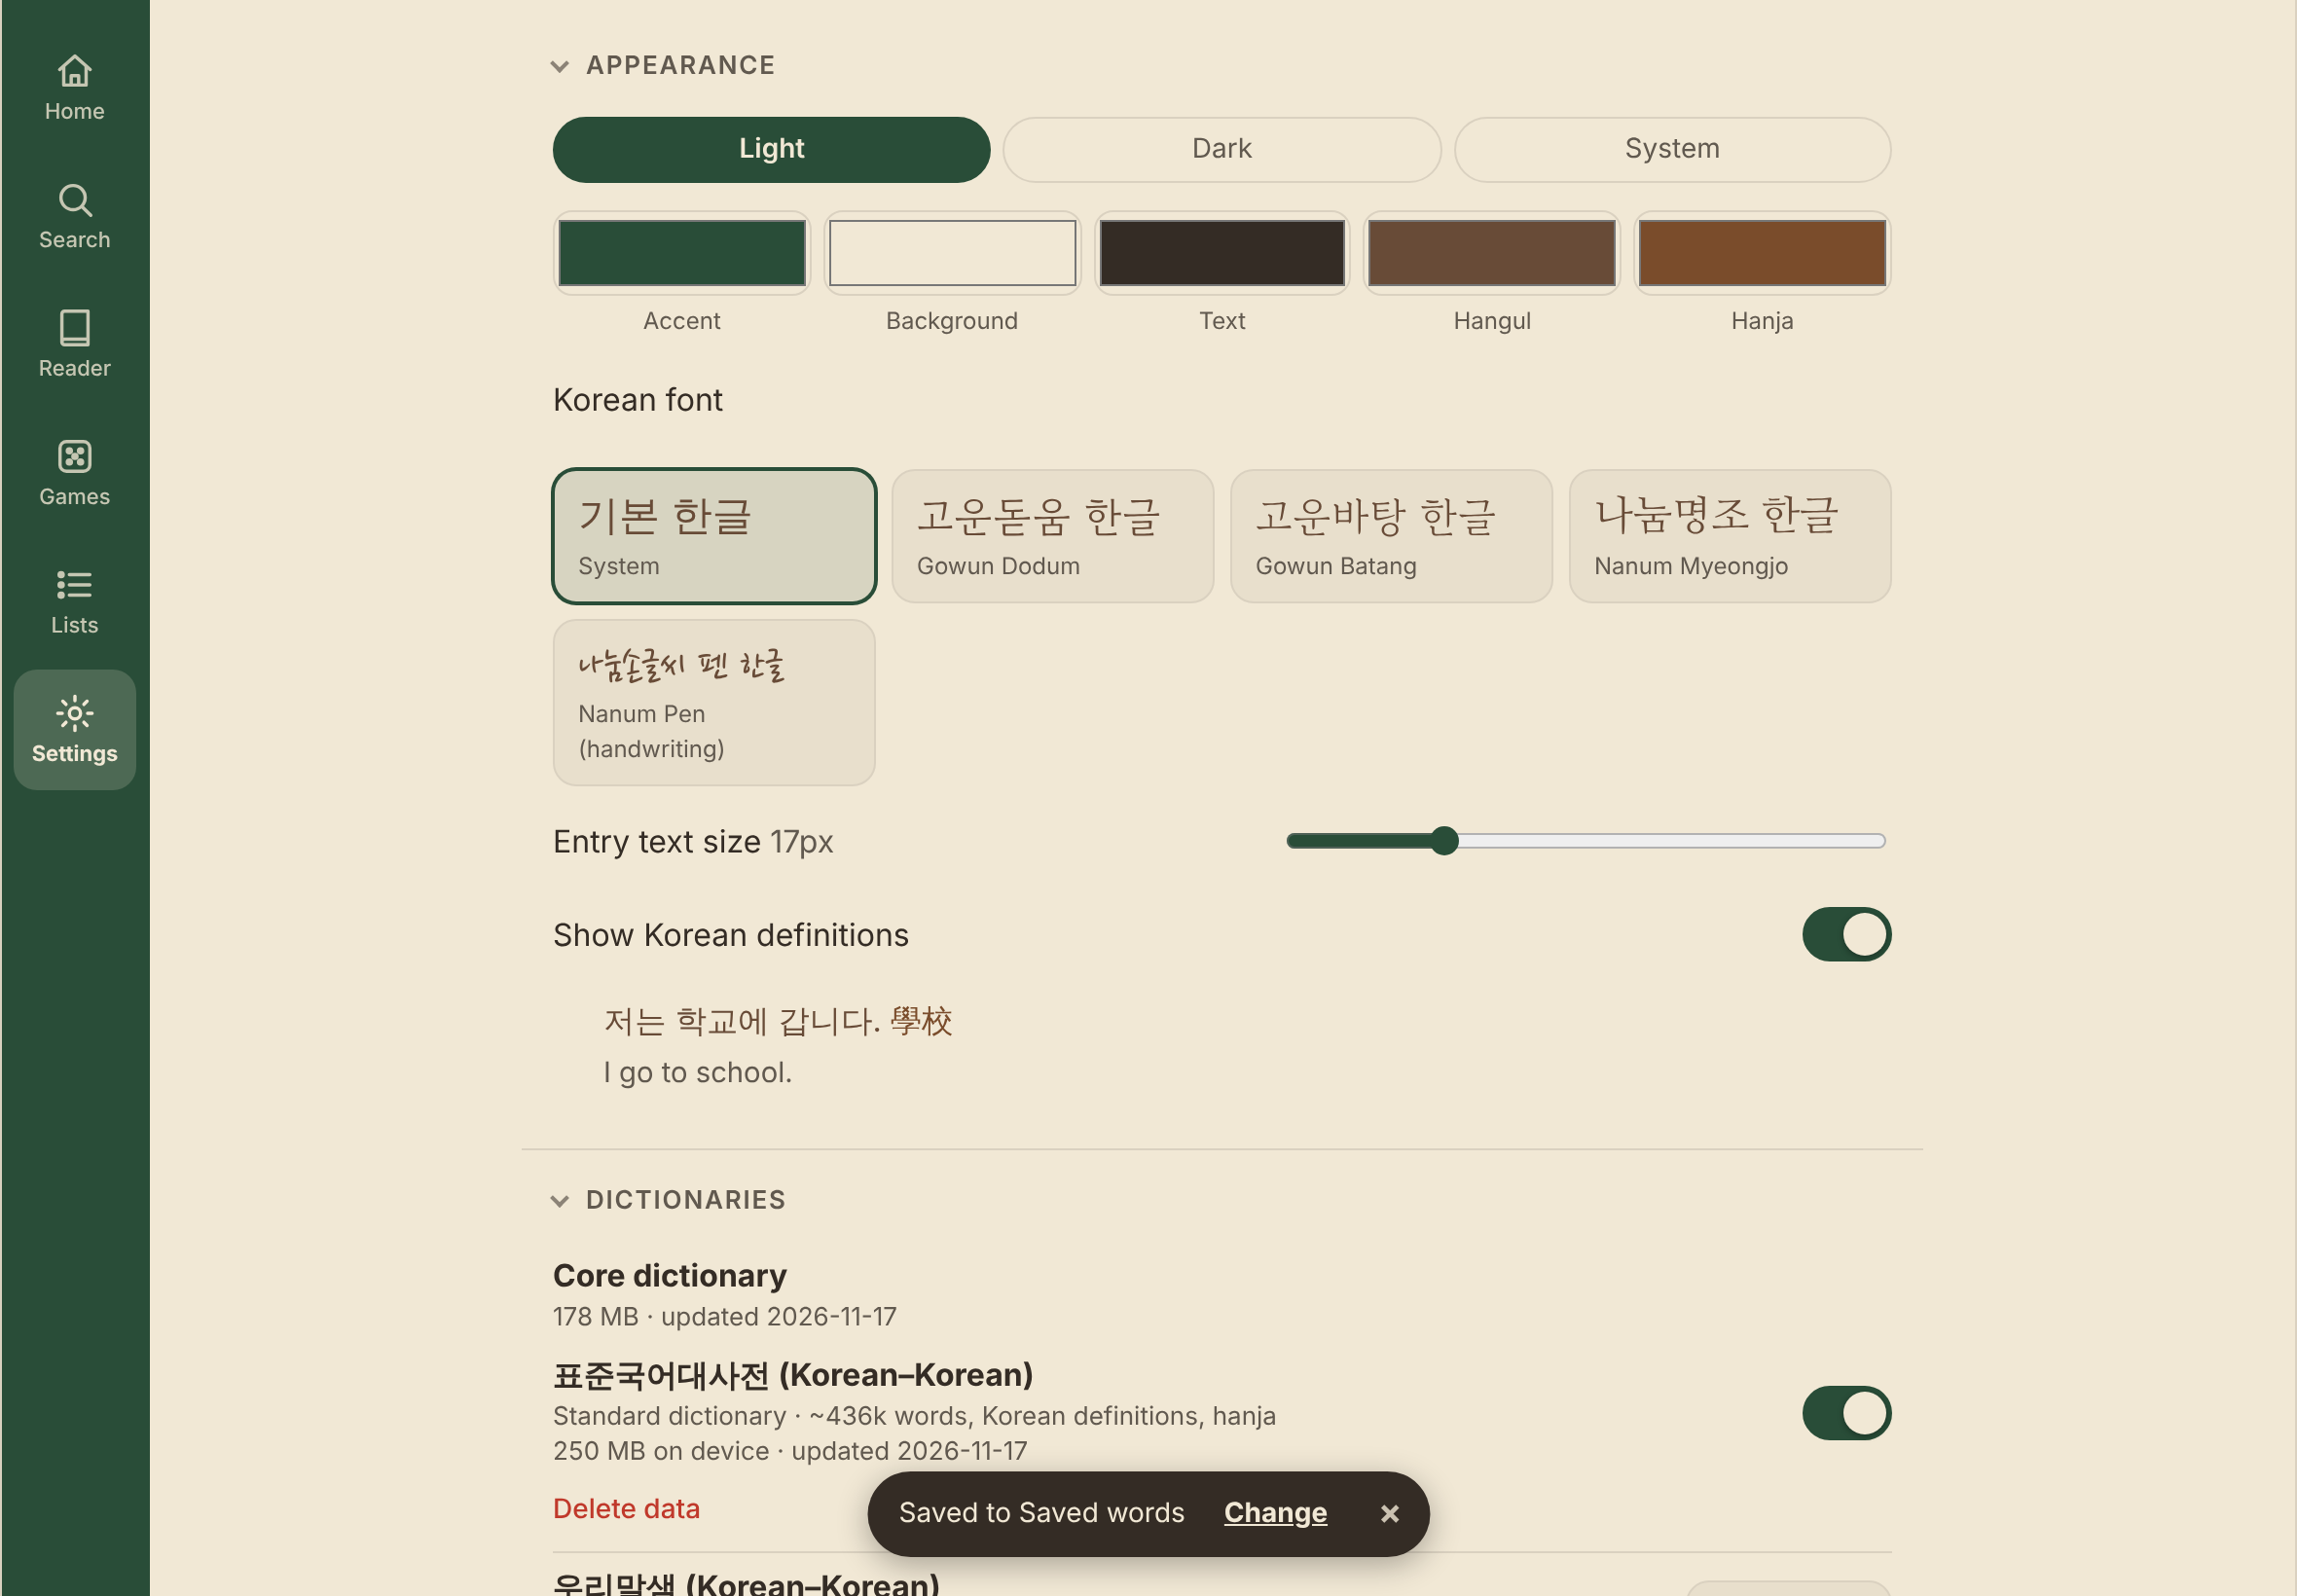 Home
Search
Reader
Games
Lists
Settings
APPEARANCE
Light
Dark
System
Accent
Background
Text
Hangul
Hanja
Korean font
기본 한글
System
고운돋움 한글
Gowun Dodum
고운바탕 한글
Gowun Batang
나눔명조 한글
Nanum Myeongjo
나눔손글씨 펜 한글
Nanum Pen
(handwriting)
Entry text size 17px
Show Korean definitions
저는 학교에 갑니다. 學校
I go to school.
DICTIONARIES
Core dictionary
178 MB · updated 2026-11-17
표준국어대사전 (Korean–Korean)
Standard dictionary · ~436k words, Korean definitions, hanja
250 MB on device · updated 2026-11-17
Delete data
Saved to Saved words Change ×
우리말샘 (Korean–Korean)